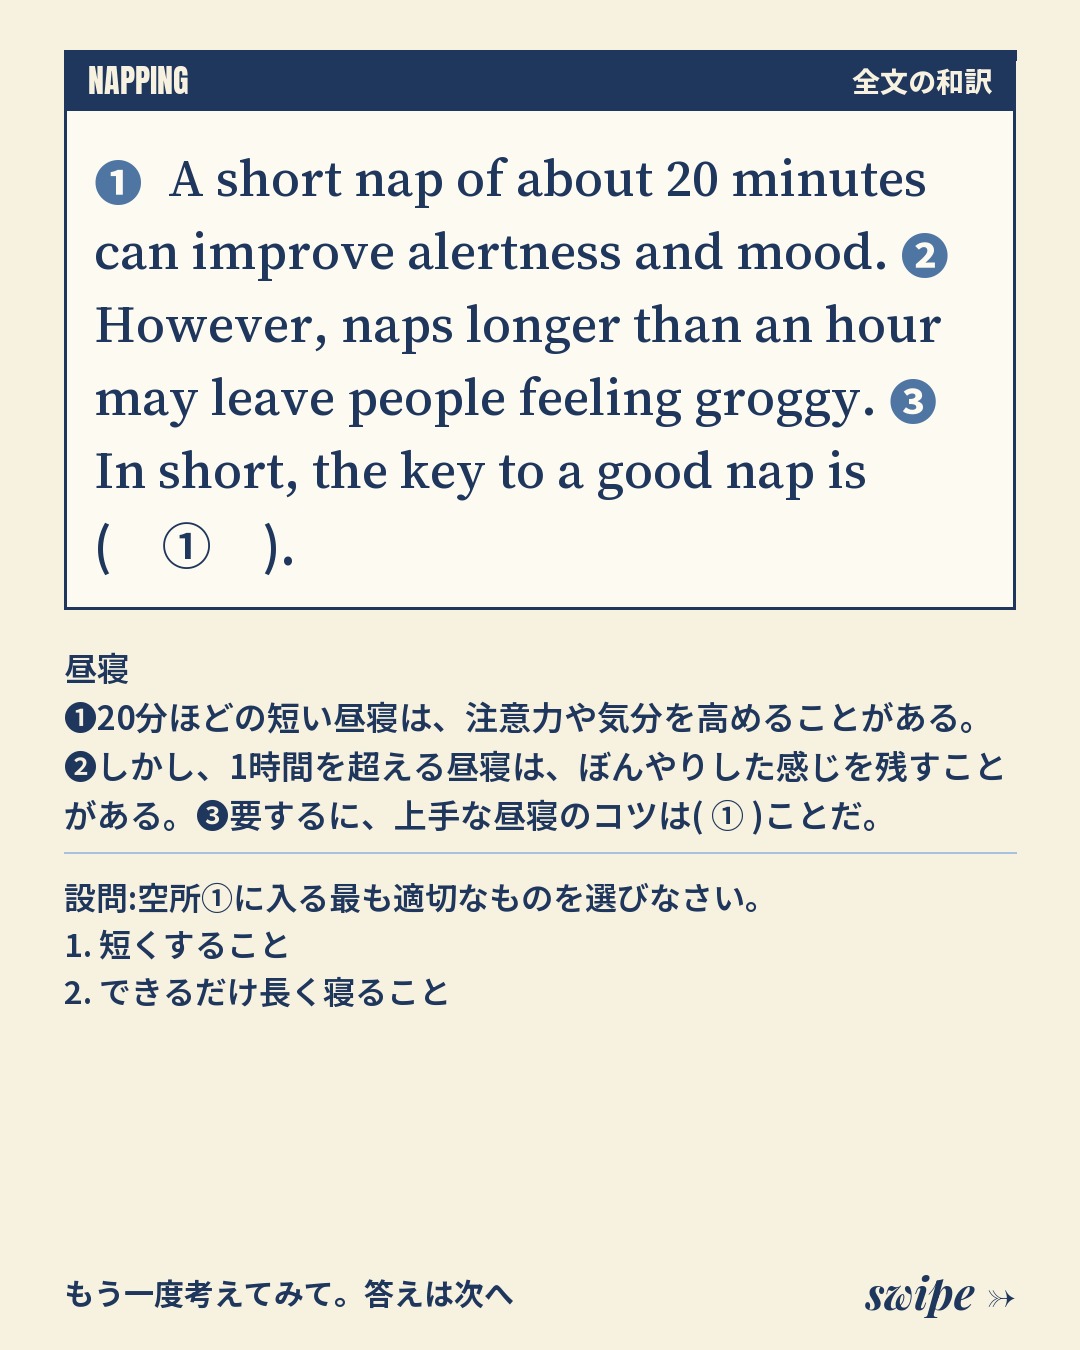 NAPPING
全文の和訳
❶ A short nap of about 20 minutes
can improve alertness and mood. ❷
However, naps longer than an hour
may leave people feeling groggy. ❸
In short, the key to a good nap is
( ① ).
昼寝
❶20分ほどの短い昼寝は、注意力や気分を高めることがある。
❷しかし、1時間を超える昼寝は、ぼんやりした感じを残すこと
がある。❸要するに、上手な昼寝のコツは( ① )ことだ。
設問:空所①に入る最も適切なものを選びなさい。
1. 短くすること
2. できるだけ長く寝ること
もう一度考えてみて。答えは次へ
swipe